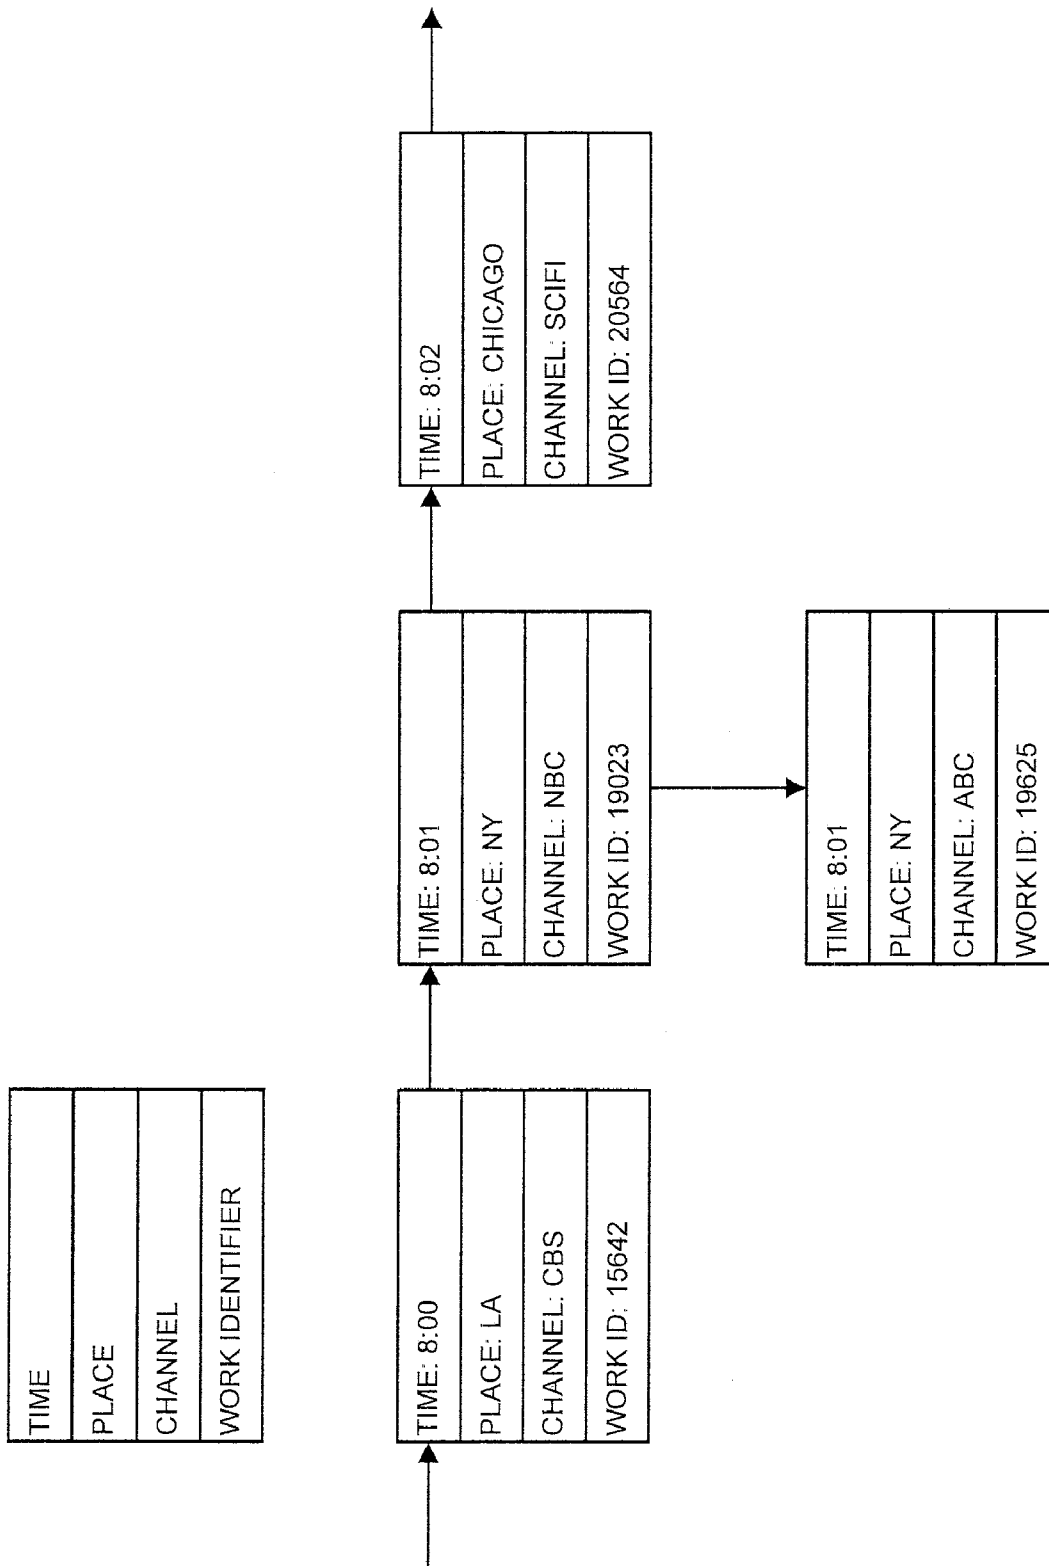 TIME
PLACE
CHANNEL
WORK IDENTIFIER
TIME: 8:00
PLACE: LA
CHANNEL: CBS
WORK ID: 15642
TIME: 8:01
PLACE: NY
CHANNEL: NBC
WORK ID: 19023
TIME: 8:02
PLACE: CHICAGO
CHANNEL: SCIFI
WORK ID: 20564
TIME: 8:01
PLACE: NY
CHANNEL: ABC
WORK ID: 19625